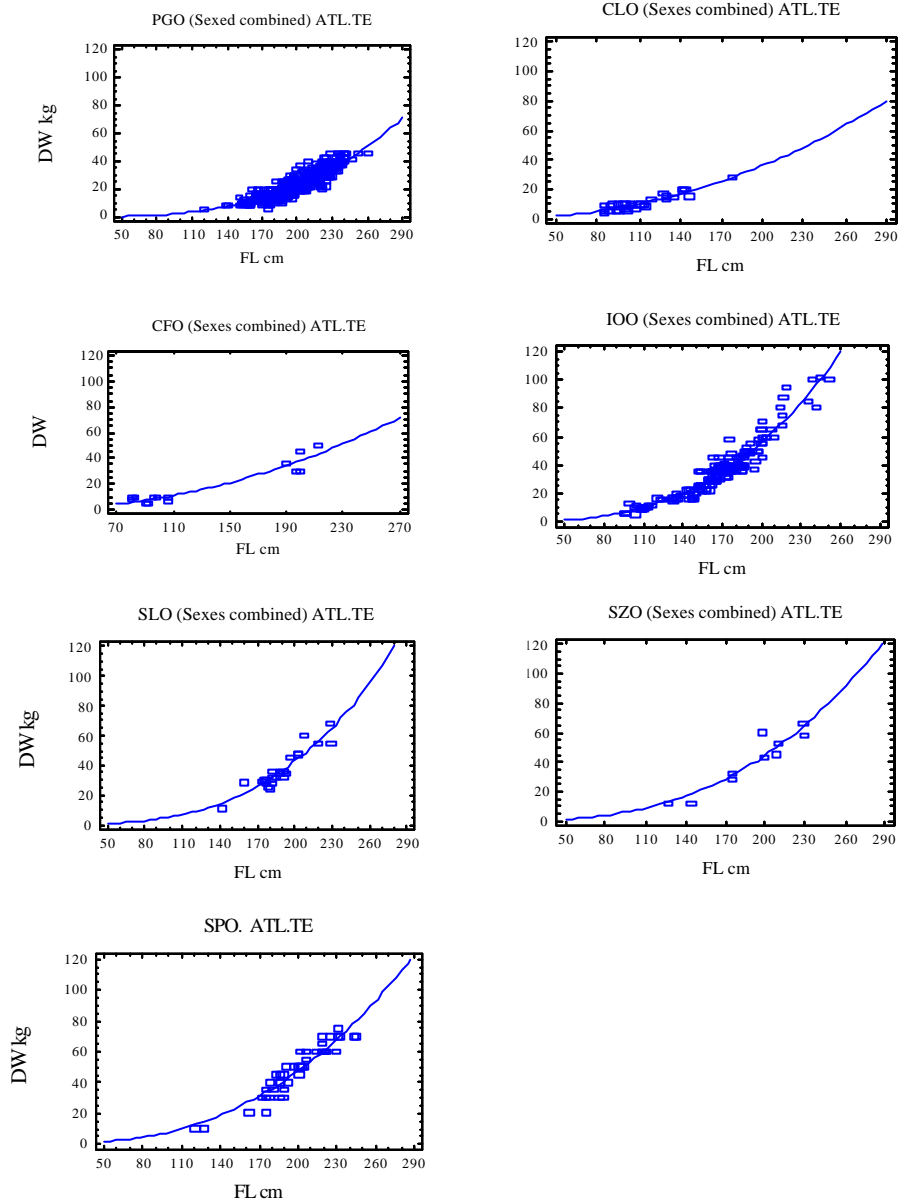 PGO (Sexed combined) ATL.TE
120
100
80
60
40
20
0
DW kg
50 80 110 140 170 200 230 260 290
FL cm
CLO (Sexes combined) ATL.TE
120
100
80
60
40
20
0
50 80 110 140 170 200 230 260 290
FL cm
CFO (Sexes combined) ATL.TE
120
100
80
60
40
20
0
DW
70 110 150 190 230 270
FL cm
IOO (Sexes combined) ATL.TE
120
100
80
60
40
20
0
50 80 110 140 170 200 230 260 290
FL cm
SLO (Sexes combined) ATL.TE
120
100
80
60
40
20
0
DW kg
50 80 110 140 170 200 230 260 290
FL cm
SZO (Sexes combined) ATL.TE
120
100
80
60
40
20
0
50 80 110 140 170 200 230 260 290
FL cm
SPO. ATL.TE
120
100
80
60
40
20
0
DW kg
50 80 110 140 170 200 230 260 290
FL cm